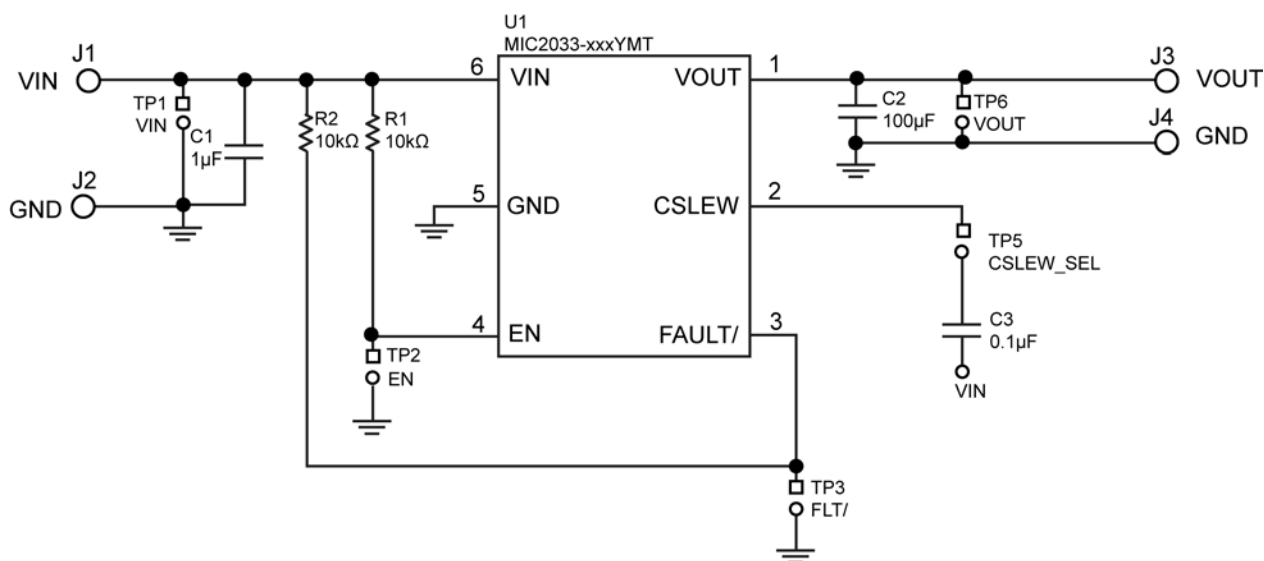 U1
MIC2033-xxxYMT
J1
VIN
6
VIN
VOUT
1
J3
VOUT
TP1
VIN
C1
1µF
R2
10kΩ
R1
10kΩ
C2
100µF
TP6
VOUT
J4
GND
J2
GND
5
GND
CSLEW
2
TP5
CSLEW_SEL
4
EN
FAULT/
3
C3
0.1µF
VIN
TP2
EN
TP3
FLT/